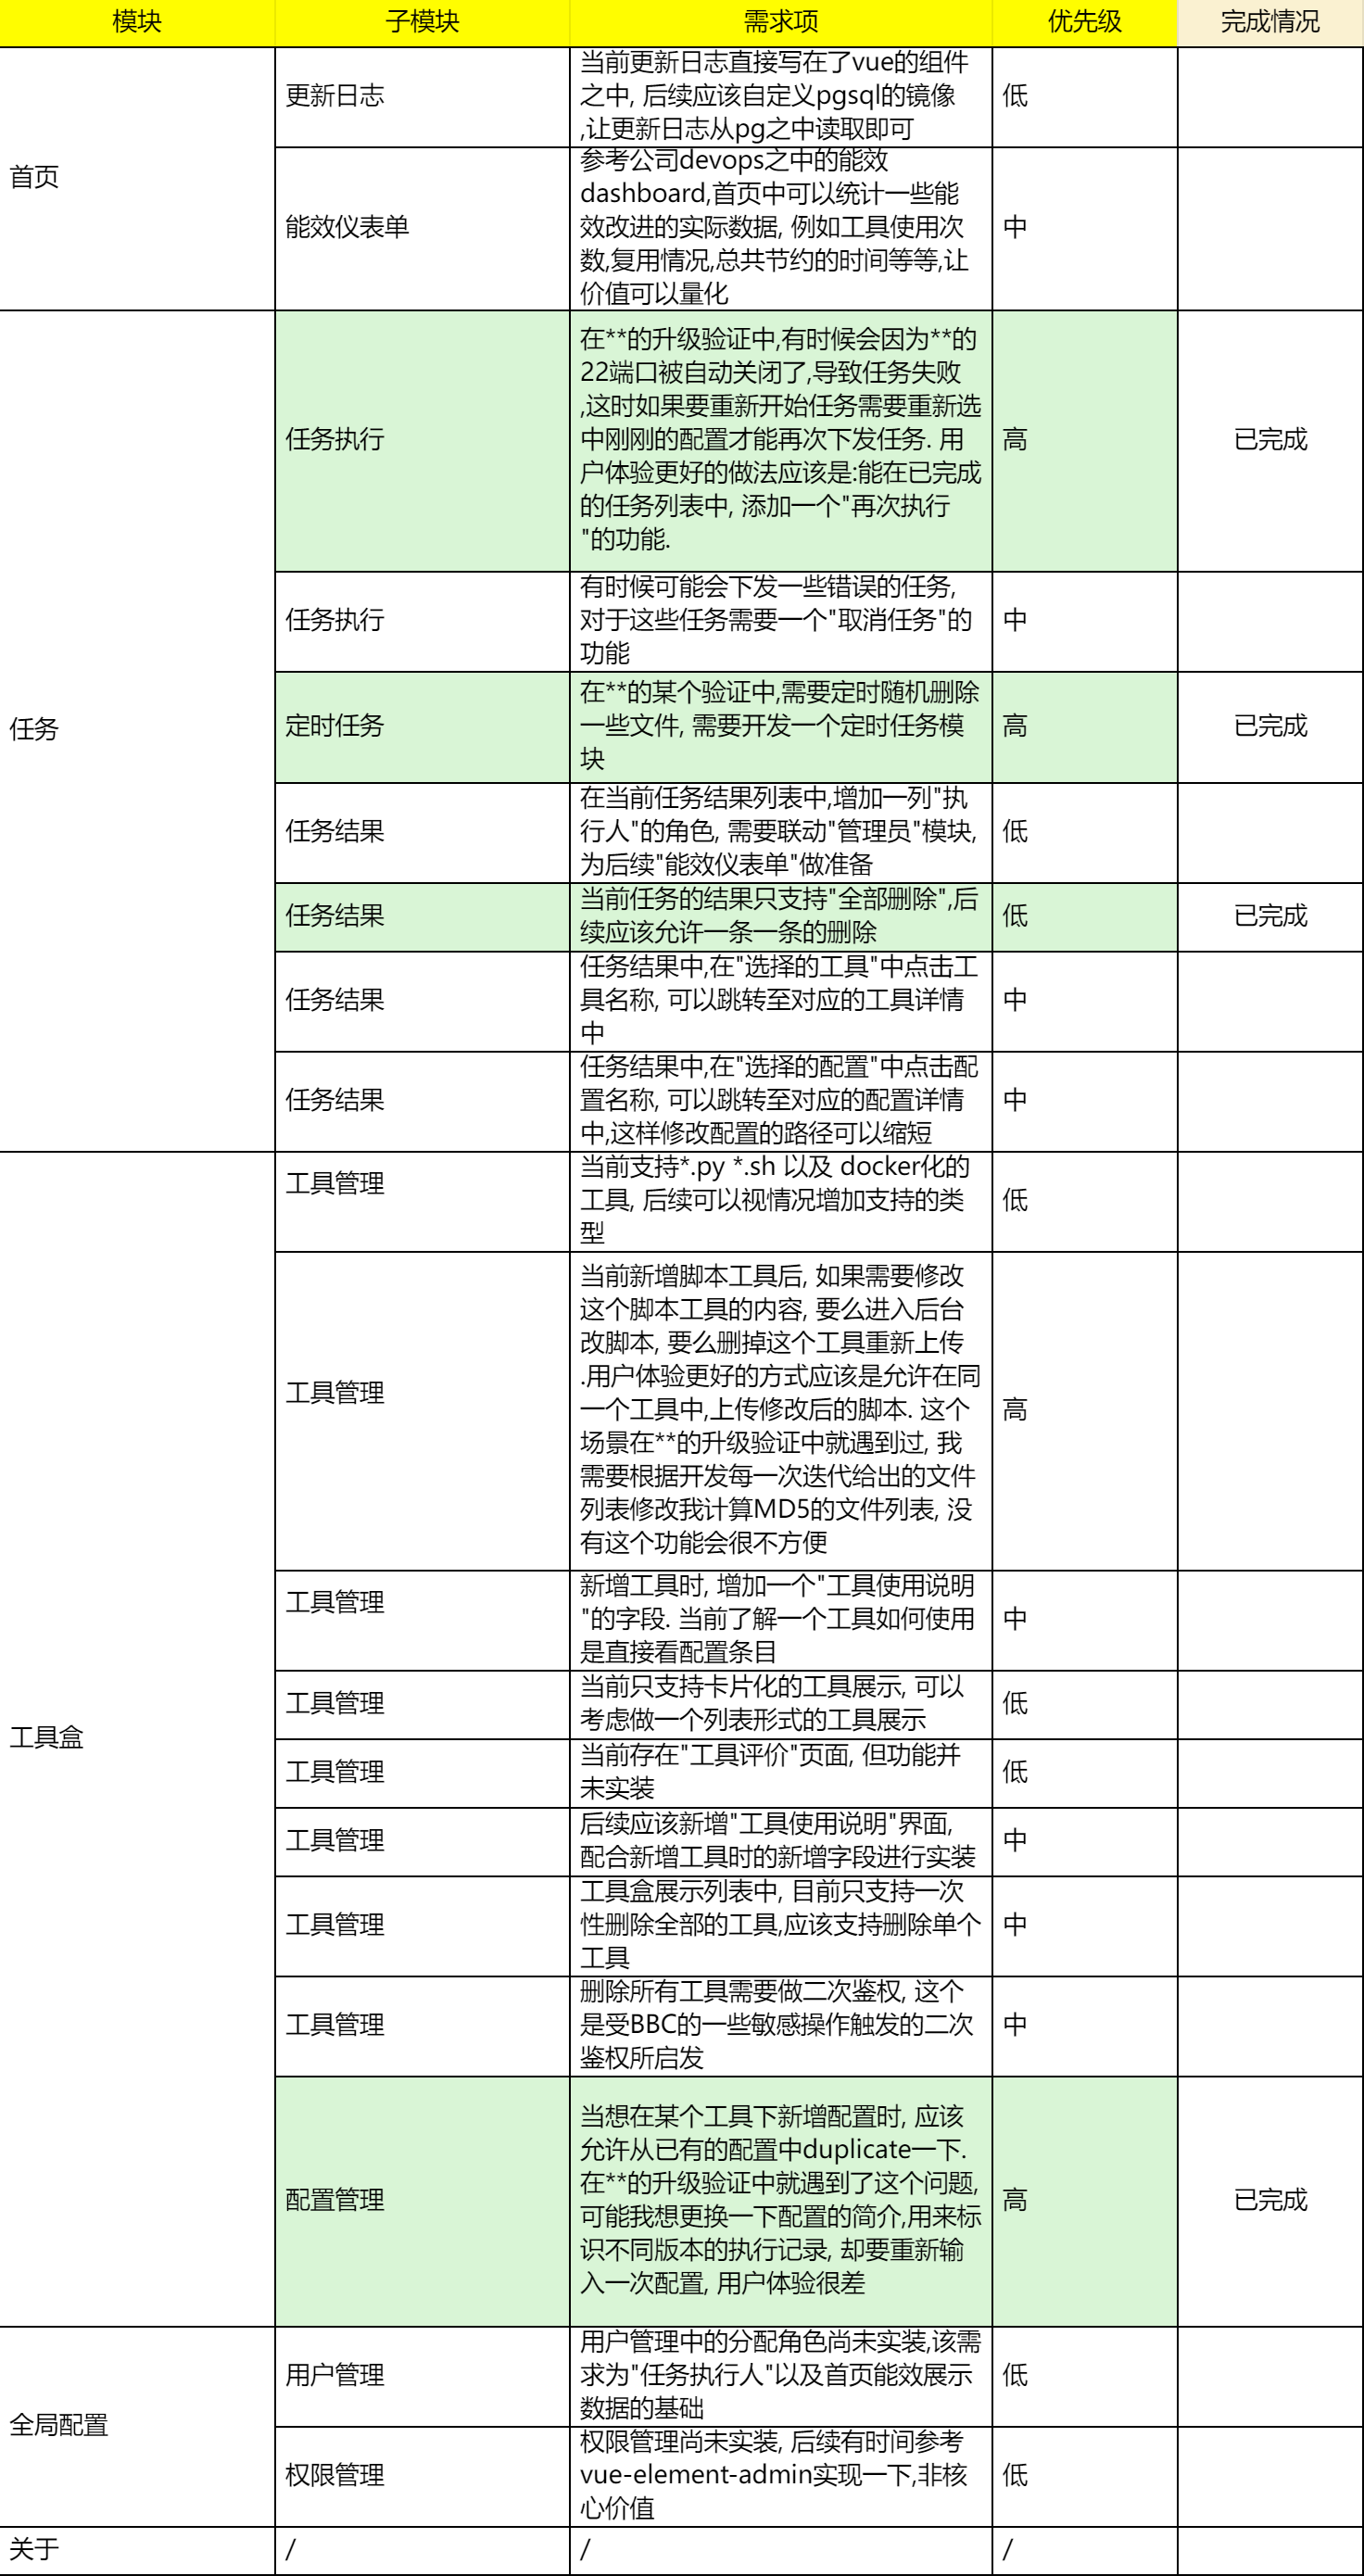 模块 子模块 需求项 优先级 完成情况
首页
更新日志
当前更新日志直接写在了vue的组件
之中, 后续应该自定义pgsql的镜像
,让更新日志从pg之中读取即可
低
能效仪表单
参考公司devops之中的能效
dashboard,首页中可以统计一些能
效改进的实际数据, 例如工具使用次
数,复用情况,总共节约的时间等等,让
价值可以量化
中
任务
任务执行
在**的升级验证中,有时候会因为**的
22端口被自动关闭了,导致任务失败
,这时如果要重新开始任务需要重新选
中刚刚的配置才能再次下发任务. 用
户体验更好的做法应该是:能在已完成
的任务列表中, 添加一个"再次执行
"的功能.
高
已完成
任务执行
有时候可能会下发一些错误的任务,
对于这些任务需要一个"取消任务"的
功能
中
定时任务
在**的某个验证中,需要定时随机删除
一些文件, 需要开发一个定时任务模
块
高
已完成
任务结果
在当前任务结果列表中,增加一列"执
行人"的角色, 需要联动"管理员"模块,
为后续"能效仪表单"做准备
低
任务结果
当前任务的结果只支持"全部删除",后
续应该允许一条一条的删除
低
已完成
任务结果
任务结果中,在"选择的工具"中点击工
具名称, 可以跳转至对应的工具详情
中
中
任务结果
任务结果中,在"选择的配置"中点击配
置名称, 可以跳转至对应的配置详情
中,这样修改配置的路径可以缩短
中
工具盒
工具管理
当前支持*.py *.sh 以及 docker化的
工具, 后续可以视情况增加支持的类
型
低
工具管理
当前新增脚本工具后, 如果需要修改
这个脚本工具的内容, 要么进入后台
改脚本, 要么删掉这个工具重新上传
.用户体验更好的方式应该是允许在同
一个工具中,上传修改后的脚本. 这个
场景在**的升级验证中就遇到过, 我
需要根据开发每一次迭代给出的文件
列表修改我计算MD5的文件列表, 没
有这个功能会很不方便
高
工具管理
新增工具时, 增加一个"工具使用说明
"的字段. 当前了解一个工具如何使用
是直接看配置条目
中
工具管理
当前只支持卡片化的工具展示, 可以
考虑做一个列表形式的工具展示
低
工具管理
当前存在"工具评价"页面, 但功能并
未实装
低
工具管理
后续应该新增"工具使用说明"界面,
配合新增工具时的新增字段进行实装
中
工具管理
工具盒展示列表中, 目前只支持一次
性删除全部的工具,应该支持删除单个
工具
中
工具管理
删除所有工具需要做二次鉴权, 这个
是受BBC的一些敏感操作触发的二次
鉴权所启发
中
配置管理
当想在某个工具下新增配置时, 应该
允许从已有的配置中duplicate一下.
在**的升级验证中就遇到了这个问题,
可能我想更换一下配置的简介,用来标
识不同版本的执行记录, 却要重新输
入一次配置, 用户体验很差
高
已完成
全局配置
用户管理
用户管理中的分配角色尚未实装,该需
求为"任务执行人"以及首页能效展示
数据的基础
低
权限管理
权限管理尚未实装, 后续有时间参考
vue-element-admin实现一下,非核
心价值
低
关于 / / /